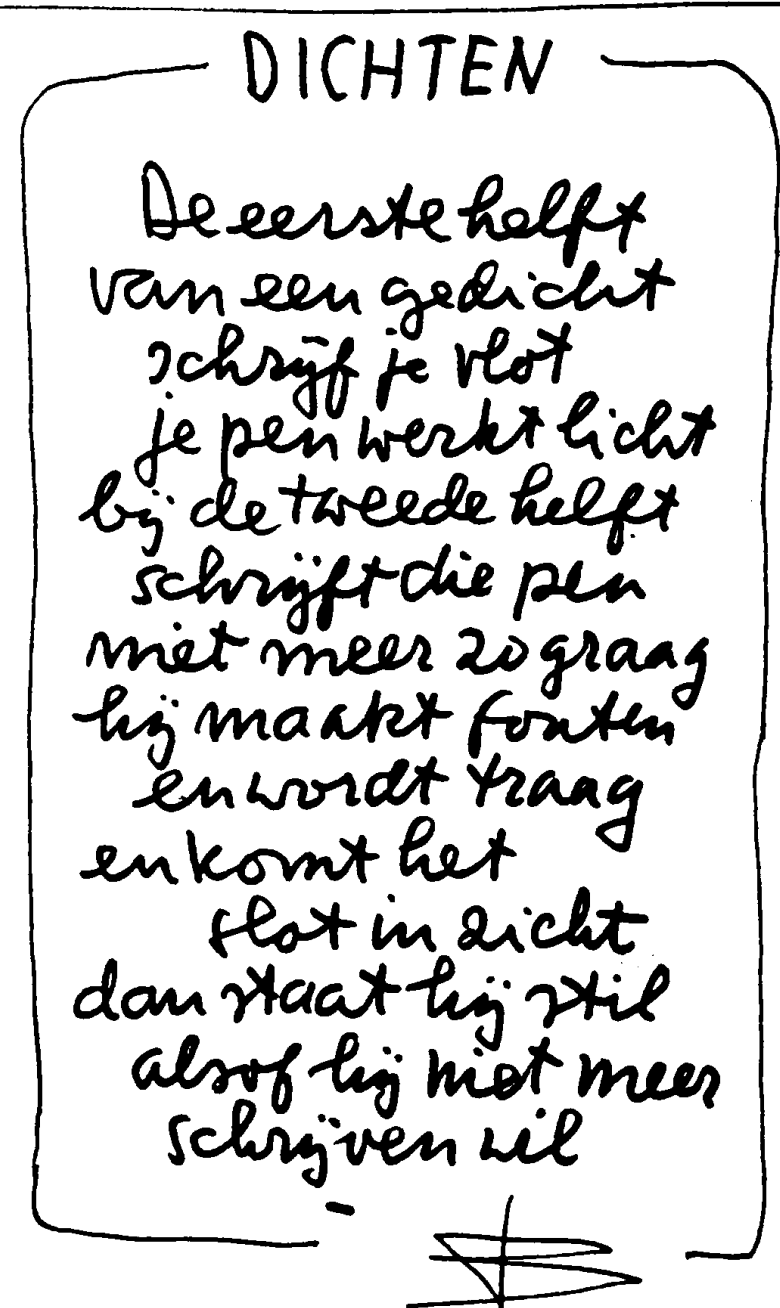 DICHTEN
De eerste helft
van een gedicht
schrijf je vlot
je pen werkt licht
bij de tweede helft
schrijft die pen
niet meer zo graag
hij maakt fouten
en wordt traag
en komt het
slot in zicht
dan staat hij stil
alsof hij niet meer
schrijven wil